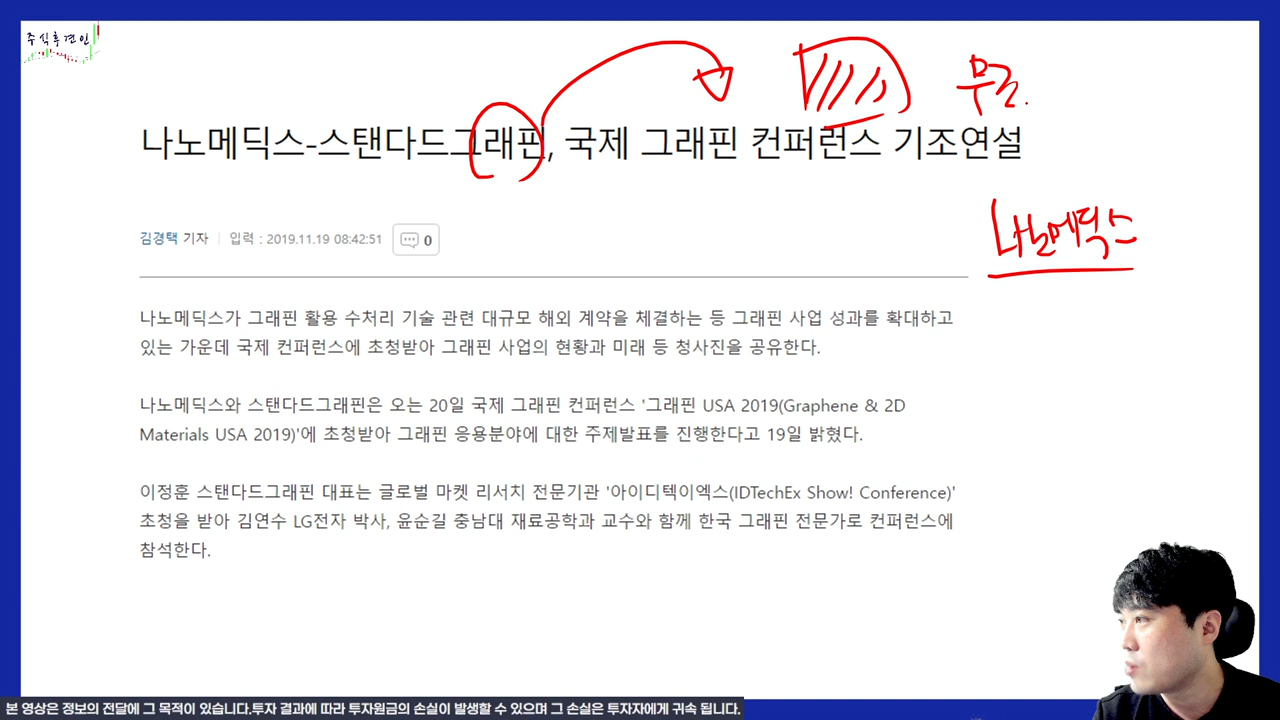 주식후견인
무르.
나노메딕스-스탠다드그래핀, 국제 그래핀 컨퍼런스 기조연설
나노메딕스
김경택 기자 입력 : 2019.11.19 08:42:51 0
나노메딕스가 그래핀 활용 수처리 기술 관련 대규모 해외 계약을 체결하는 등 그래핀 사업 성과를 확대하고
있는 가운데 국제 컨퍼런스에 초청받아 그래핀 사업의 현황과 미래 등 청사진을 공유한다.
나노메딕스와 스탠다드그래핀은 오는 20일 국제 그래핀 컨퍼런스 '그래핀 USA 2019(Graphene & 2D
Materials USA 2019)'에 초청받아 그래핀 응용분야에 대한 주제발표를 진행한다고 19일 밝혔다.
이정훈 스탠다드그래핀 대표는 글로벌 마켓 리서치 전문기관 '아이디텍이엑스(IDTechEx Show! Conference)'
초청을 받아 김연수 LG전자 박사, 윤순길 충남대 재료공학과 교수와 함께 한국 그래핀 전문가로 컨퍼런스에
참석한다.
본 영상은 정보의 전달에 그 목적이 있습니다.투자 결과에 따라 투자원금의 손실이 발생할 수 있으며 그 손실은 투자자에게 귀속 됩니다.